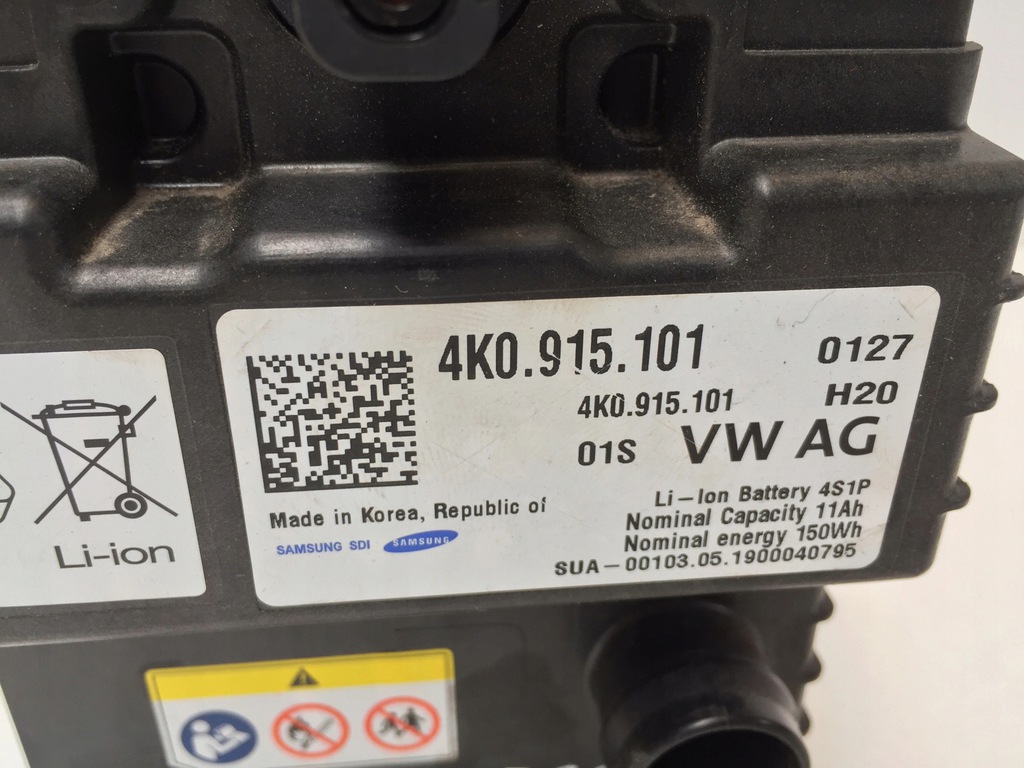 4K0.915.101
0127
4K0.915.101
H20
01S
VW AG
Li-Ion Battery 4S1P
Nominal Capacity 11Ah
Nominal energy 150Wh
SUA-00103.05.1900040795
Made in Korea, Republic of
SAMSUNG SDI
SAMSUNG
Li-ion